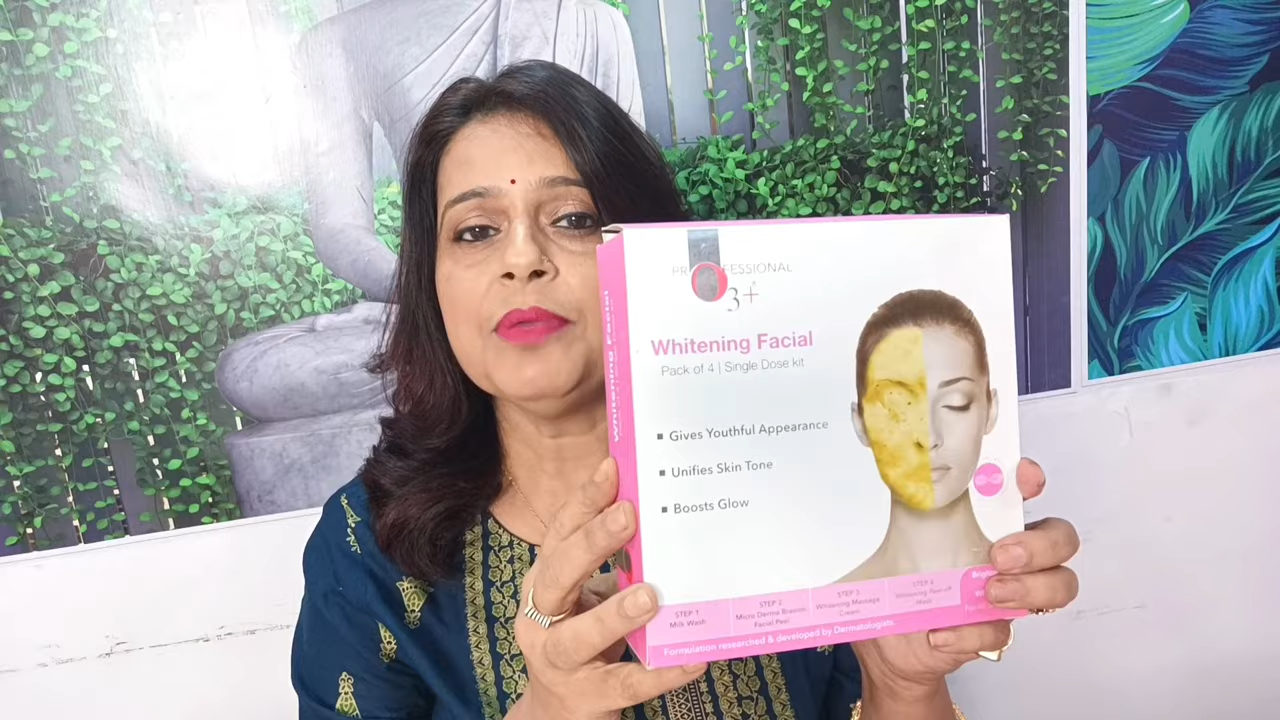 PROFESSIONAL
O3+
Whitening Facial
Pack of 4 | Single Dose kit
Gives Youthful Appearance
Unifies Skin Tone
Boosts Glow
STEP 1
Milk Wash
STEP 2
Micro Derma Brasion
Facial Peel
STEP 3
Whitening Massage
Cream
STEP 4
Whitening Peel-off
Mask
Formulation researched & developed by Dermatologists.
Whitening Facial